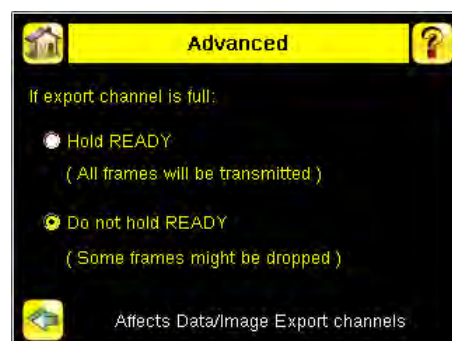 Advanced
?
If export channel is full:
Hold READY
( All frames will be transmitted )
Do not hold READY
( Some frames might be dropped )
Affects Data/Image Export channels